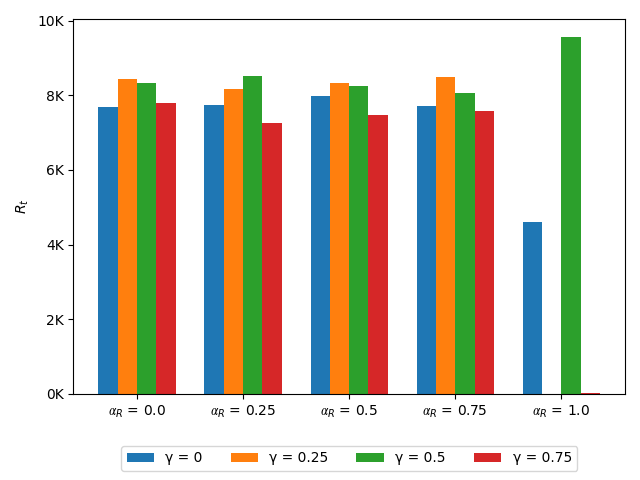 10K
8K
6K
4K
2K
0K
R_t
α_R = 0.0 α_R = 0.25 α_R = 0.5 α_R = 0.75 α_R = 1.0
γ = 0 γ = 0.25 γ = 0.5 γ = 0.75